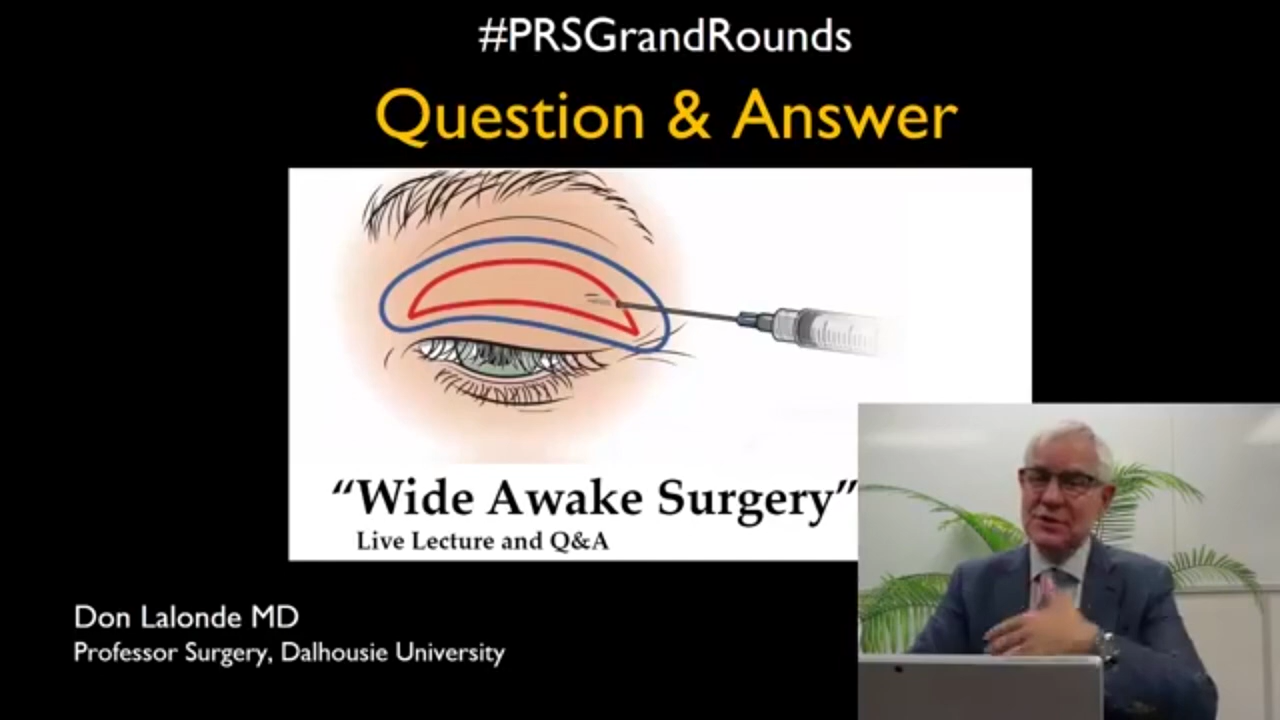 #PRSGrandRounds
Question & Answer
“Wide Awake Surgery”
Live Lecture and Q&A
Don Lalonde MD
Professor Surgery, Dalhousie University